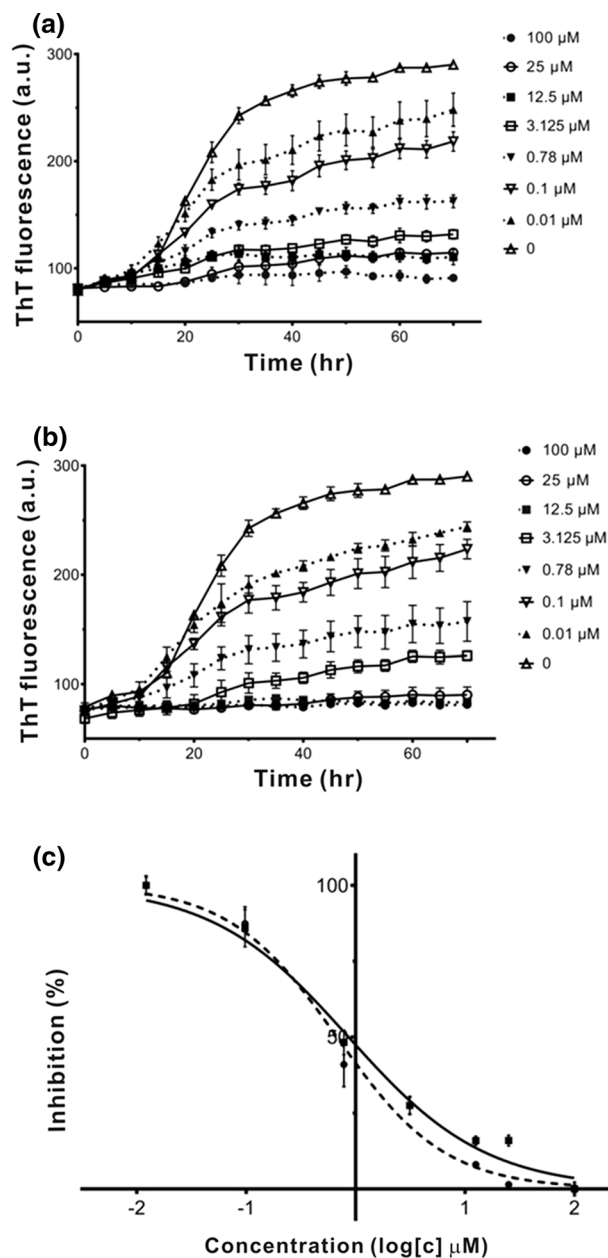 (a)
ThT fluorescence (a.u.)
300
200
100
0
20
40
60
Time (hr)
100 µM
25 µM
12.5 µM
3.125 µM
0.78 µM
0.1 µM
0.01 µM
0
(b)
ThT fluorescence (a.u.)
300
200
100
0
20
40
60
Time (hr)
100 µM
25 µM
12.5 µM
3.125 µM
0.78 µM
0.1 µM
0.01 µM
0
(c)
Inhibition (%)
100
50
-2
-1
0
1
2
Concentration (log[c] µM)